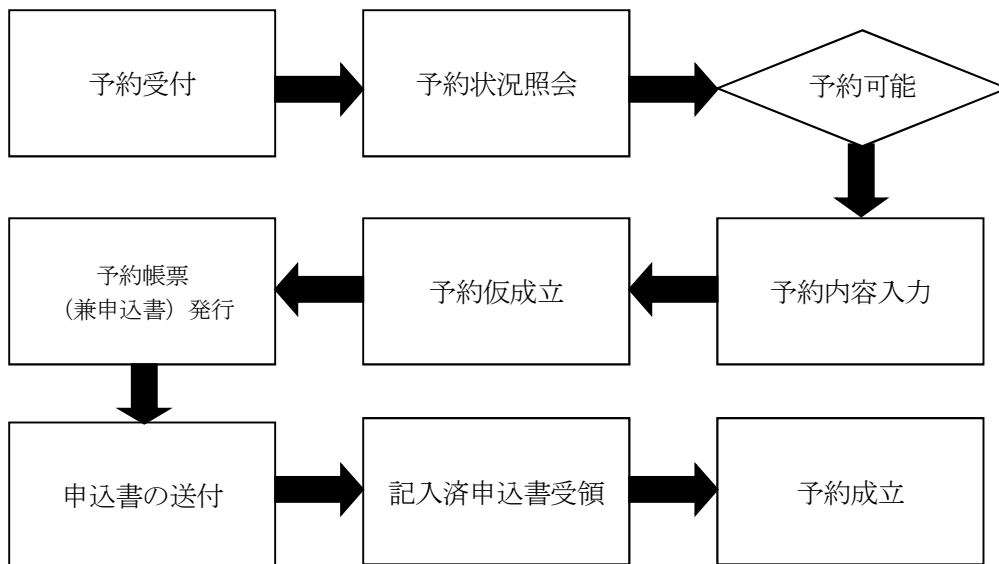 予約受付
予約状況照会
予約可能
予約内容入力
予約仮成立
予約帳票
（兼申込書）発行
申込書の送付
記入済申込書受領
予約成立